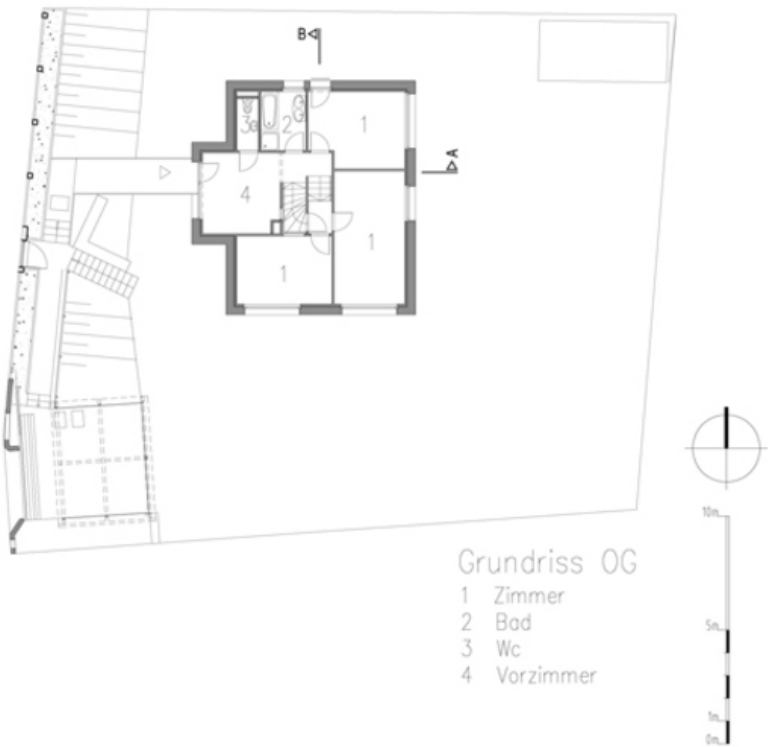 B
3
2
1
A
4
1
1
10m
Grundriss OG
1 Zimmer
2 Bad
5m
3 Wc
4 Vorzimmer
1m
0m